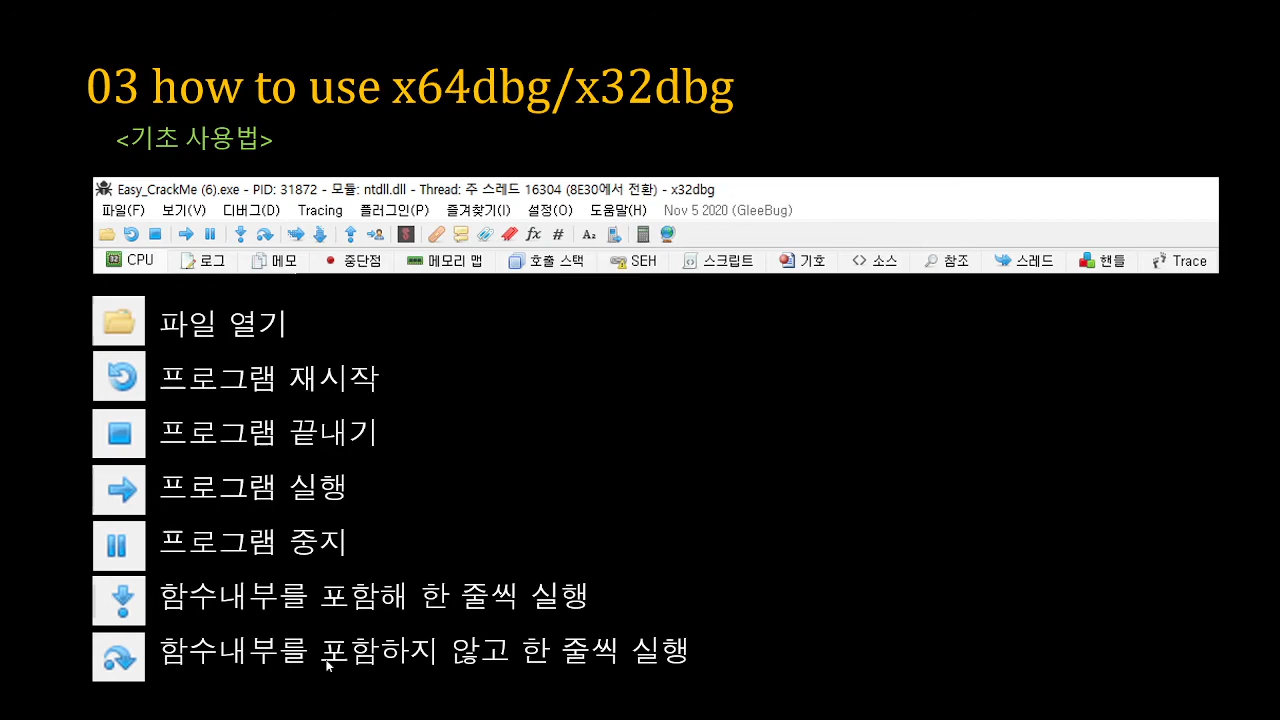 03 how to use x64dbg/x32dbg
<기초 사용법>
Easy_CrackMe (6).exe - PID: 31872 - 모듈: ntdll.dll - Thread: 주 스레드 16304 (8E30에서 전환) - x32dbg
파일(F) 보기(V) 디버그(D) Tracing 플러그인(P) 즐겨찾기(I) 설정(O) 도움말(H) Nov 5 2020 (GleeBug)
CPU 로그 메모 중단점 메모리 맵 호출 스택 SEH 스크립트 기호 소스 참조 스레드 핸들 Trace
파일 열기
프로그램 재시작
프로그램 끝내기
프로그램 실행
프로그램 중지
함수내부를 포함해 한 줄씩 실행
함수내부를 포함하지 않고 한 줄씩 실행